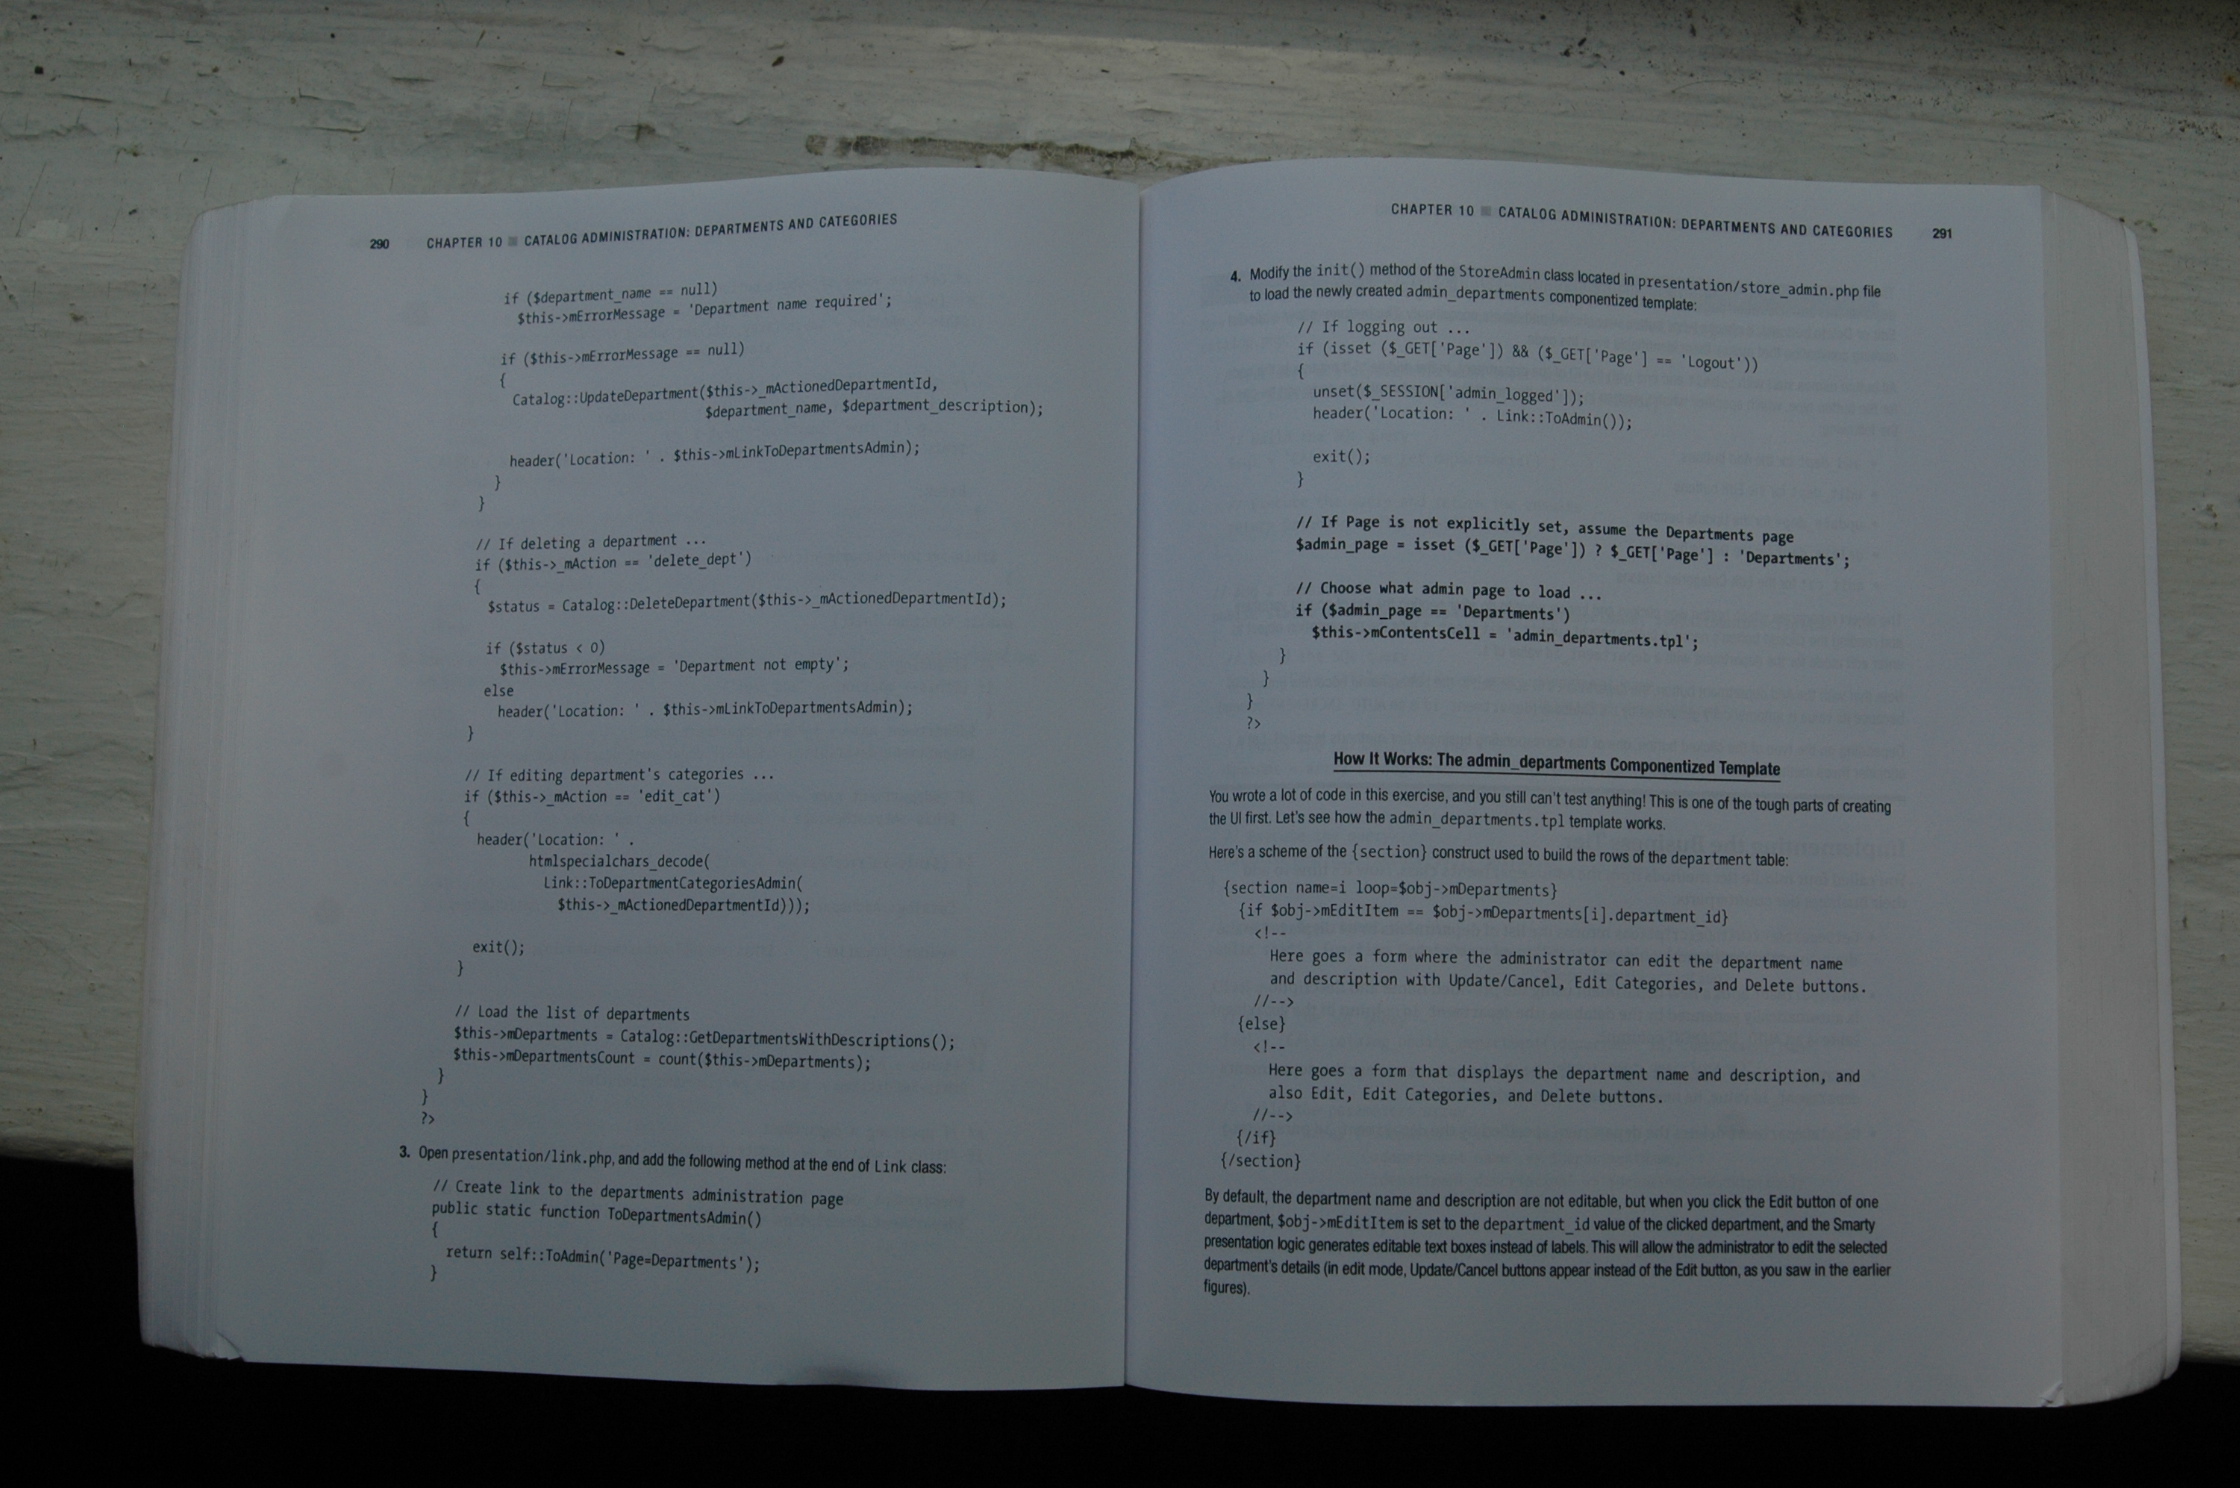 290 CHAPTER 10 ■ CATALOG ADMINISTRATION: DEPARTMENTS AND CATEGORIES
if ($department_name == null)
$this->mErrorMessage = 'Department name required';
if ($this->mErrorMessage == null)
{
Catalog::UpdateDepartment($this->_mActionedDepartmentId,
$department_name, $department_description);
header('Location: ' . $this->mLinkToDepartmentsAdmin);
}
}
// If deleting a department ...
if ($this->_mAction == 'delete_dept')
{
$status = Catalog::DeleteDepartment($this->_mActionedDepartmentId);
if ($status < 0)
$this->mErrorMessage = 'Department not empty';
else
header('Location: ' . $this->mLinkToDepartmentsAdmin);
}
// If editing department's categories ...
if ($this->_mAction == 'edit_cat')
{
header('Location: ' .
htmlspecialchars_decode(
Link::ToDepartmentCategoriesAdmin(
$this->_mActionedDepartmentId)));
exit();
}
// Load the list of departments
$this->mDepartments = Catalog::GetDepartmentsWithDescriptions();
$this->mDepartmentsCount = count($this->mDepartments);
}
}
?>
3. Open presentation/link.php, and add the following method at the end of Link class:
// Create link to the departments administration page
public static function ToDepartmentsAdmin()
{
return self::ToAdmin('Page=Departments');
}
CHAPTER 10 ■ CATALOG ADMINISTRATION: DEPARTMENTS AND CATEGORIES 291
4. Modify the init() method of the StoreAdmin class located in presentation/store_admin.php file
to load the newly created admin_departments componentized template:
// If logging out ...
if (isset ($_GET['Page']) && ($_GET['Page'] == 'Logout'))
{
unset($_SESSION['admin_logged']);
header('Location: ' . Link::ToAdmin());
exit();
}
// If Page is not explicitly set, assume the Departments page
$admin_page = isset ($_GET['Page']) ? $_GET['Page'] : 'Departments';
// Choose what admin page to load ...
if ($admin_page == 'Departments')
$this->mContentsCell = 'admin_departments.tpl';
}
}
}
?>
How It Works: The admin_departments Componentized Template
You wrote a lot of code in this exercise, and you still can't test anything! This is one of the tough parts of creating
the UI first. Let's see how the admin_departments.tpl template works.
Here's a scheme of the {section} construct used to build the rows of the department table:
{section name=i loop=$obj->mDepartments}
{if $obj->mEditItem == $obj->mDepartments[i].department_id}
<!--
Here goes a form where the administrator can edit the department name
and description with Update/Cancel, Edit Categories, and Delete buttons.
//-->
{else}
<!--
Here goes a form that displays the department name and description, and
also Edit, Edit Categories, and Delete buttons.
//-->
{/if}
{/section}
By default, the department name and description are not editable, but when you click the Edit button of one
department, $obj->mEditItem is set to the department_id value of the clicked department, and the Smarty
presentation logic generates editable text boxes instead of labels. This will allow the administrator to edit the selected
department's details (in edit mode, Update/Cancel buttons appear instead of the Edit button, as you saw in the earlier
figures).